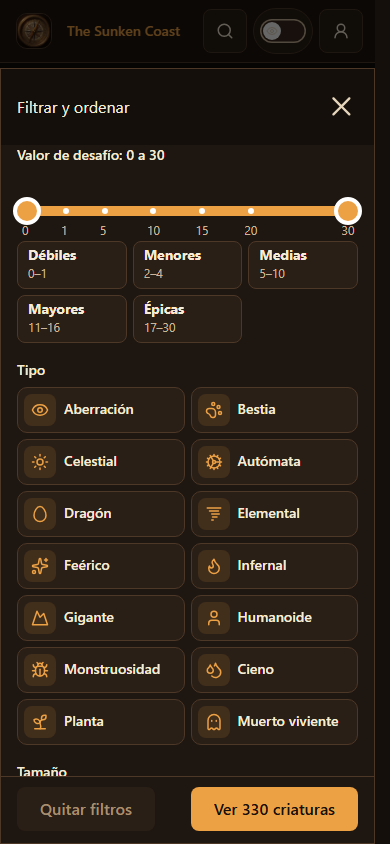 The Sunken Coast
Filtrar y ordenar
Valor de desafío: 0 a 30
0 1 5 10 15 20 30
Débiles
0–1
Menores
2–4
Medias
5–10
Mayores
11–16
Épicas
17–30
Tipo
Aberración
Bestia
Celestial
Autómata
Dragón
Elemental
Feérico
Infernal
Gigante
Humanoide
Monstruosidad
Cieno
Planta
Muerto viviente
Tamaño
Quitar filtros
Ver 330 criaturas